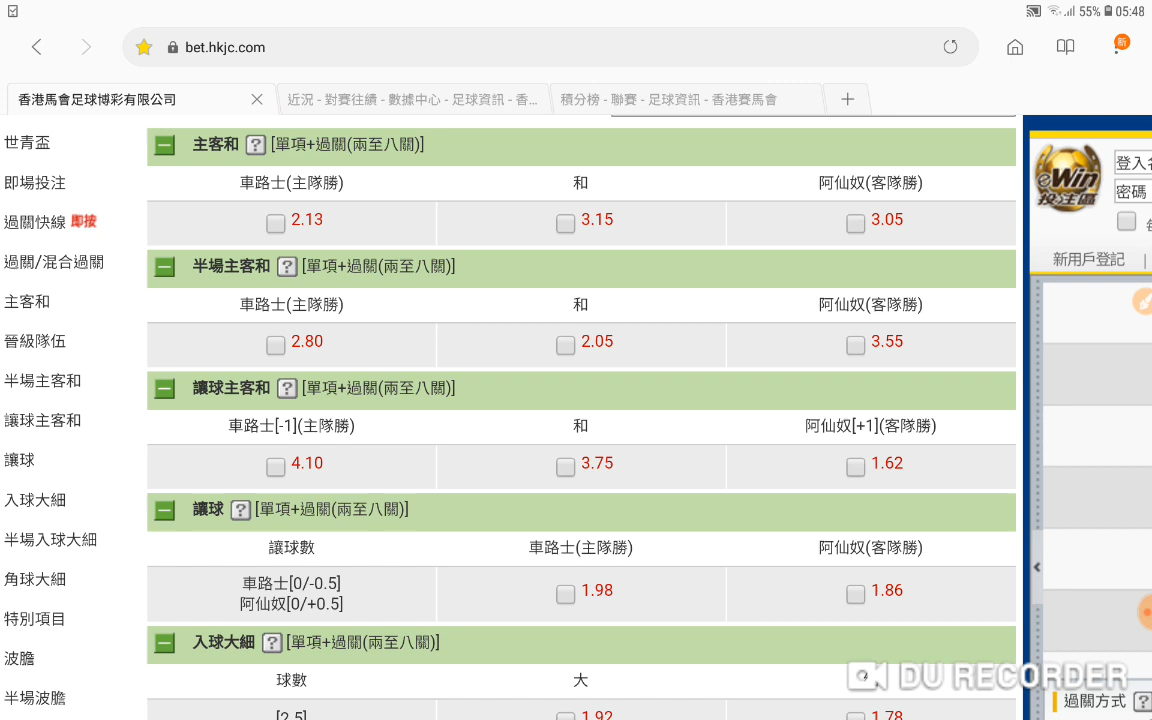 55% 05:48
bet.hkjc.com
新
香港馬會足球博彩有限公司
近況 - 對賽往績 - 數據中心 - 足球資訊 - 香...
積分榜 - 聯賽 - 足球資訊 - 香港賽馬會
世青盃
即場投注
過關快線 即按
過關/混合過關
主客和
晉級隊伍
半場主客和
讓球主客和
讓球
入球大細
半場入球大細
角球大細
特別項目
波膽
半場波膽
主客和 ? [單項+過關(兩至八關)]
車路士(主隊勝) 和 阿仙奴(客隊勝)
2.13 3.15 3.05
半場主客和 ? [單項+過關(兩至八關)]
車路士(主隊勝) 和 阿仙奴(客隊勝)
2.80 2.05 3.55
讓球主客和 ? [單項+過關(兩至八關)]
車路士[-1](主隊勝) 和 阿仙奴[+1](客隊勝)
4.10 3.75 1.62
讓球 ? [單項+過關(兩至八關)]
讓球數 車路士(主隊勝) 阿仙奴(客隊勝)
車路士[0/-0.5]
阿仙奴[0/+0.5]
1.98 1.86
入球大細 ? [單項+過關(兩至八關)]
球數 大
[2.5] 1.92 1.78
eWin
投注區
登入
密碼
新用戶登記 |
過關方式 ?
DU RECORDER